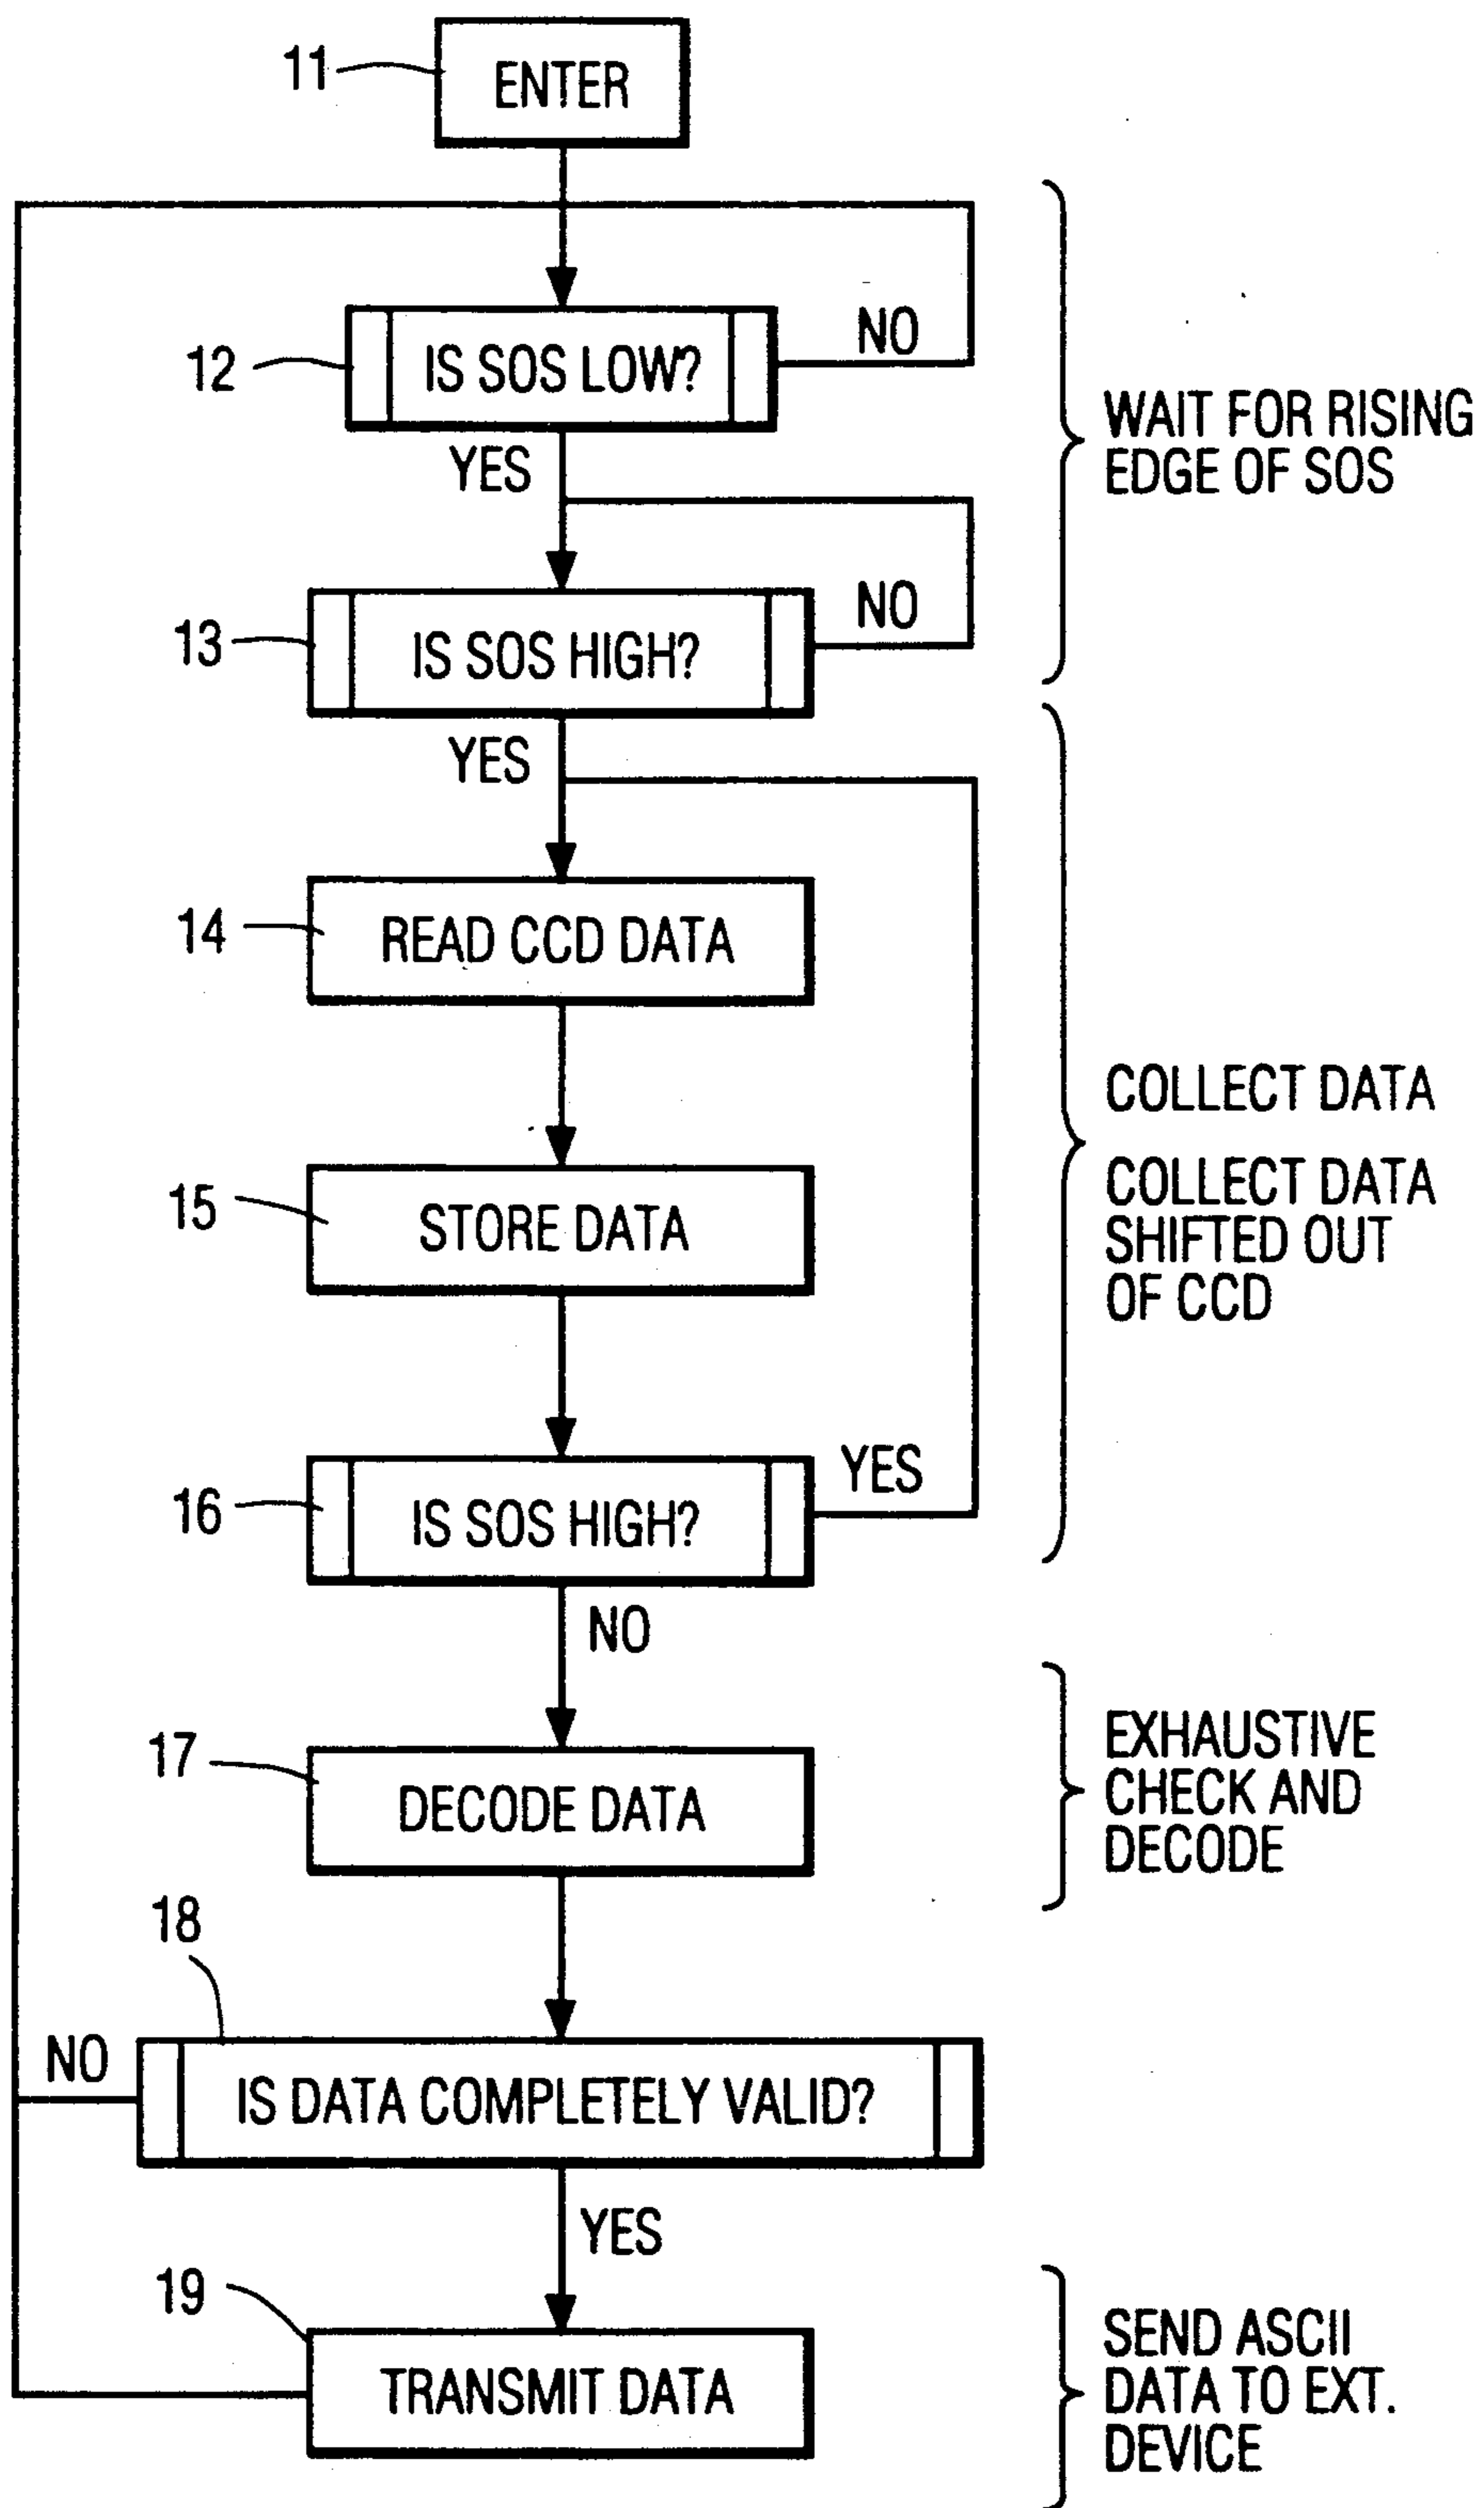 11
ENTER
12
IS SOS LOW?
NO
YES
WAIT FOR RISING
EDGE OF SOS
13
IS SOS HIGH?
NO
YES
14
READ CCD DATA
15
STORE DATA
COLLECT DATA
COLLECT DATA
SHIFTED OUT
OF CCD
16
IS SOS HIGH?
YES
NO
17
DECODE DATA
EXHAUSTIVE
CHECK AND
DECODE
18
NO
IS DATA COMPLETELY VALID?
YES
19
TRANSMIT DATA
SEND ASCII
DATA TO EXT.
DEVICE